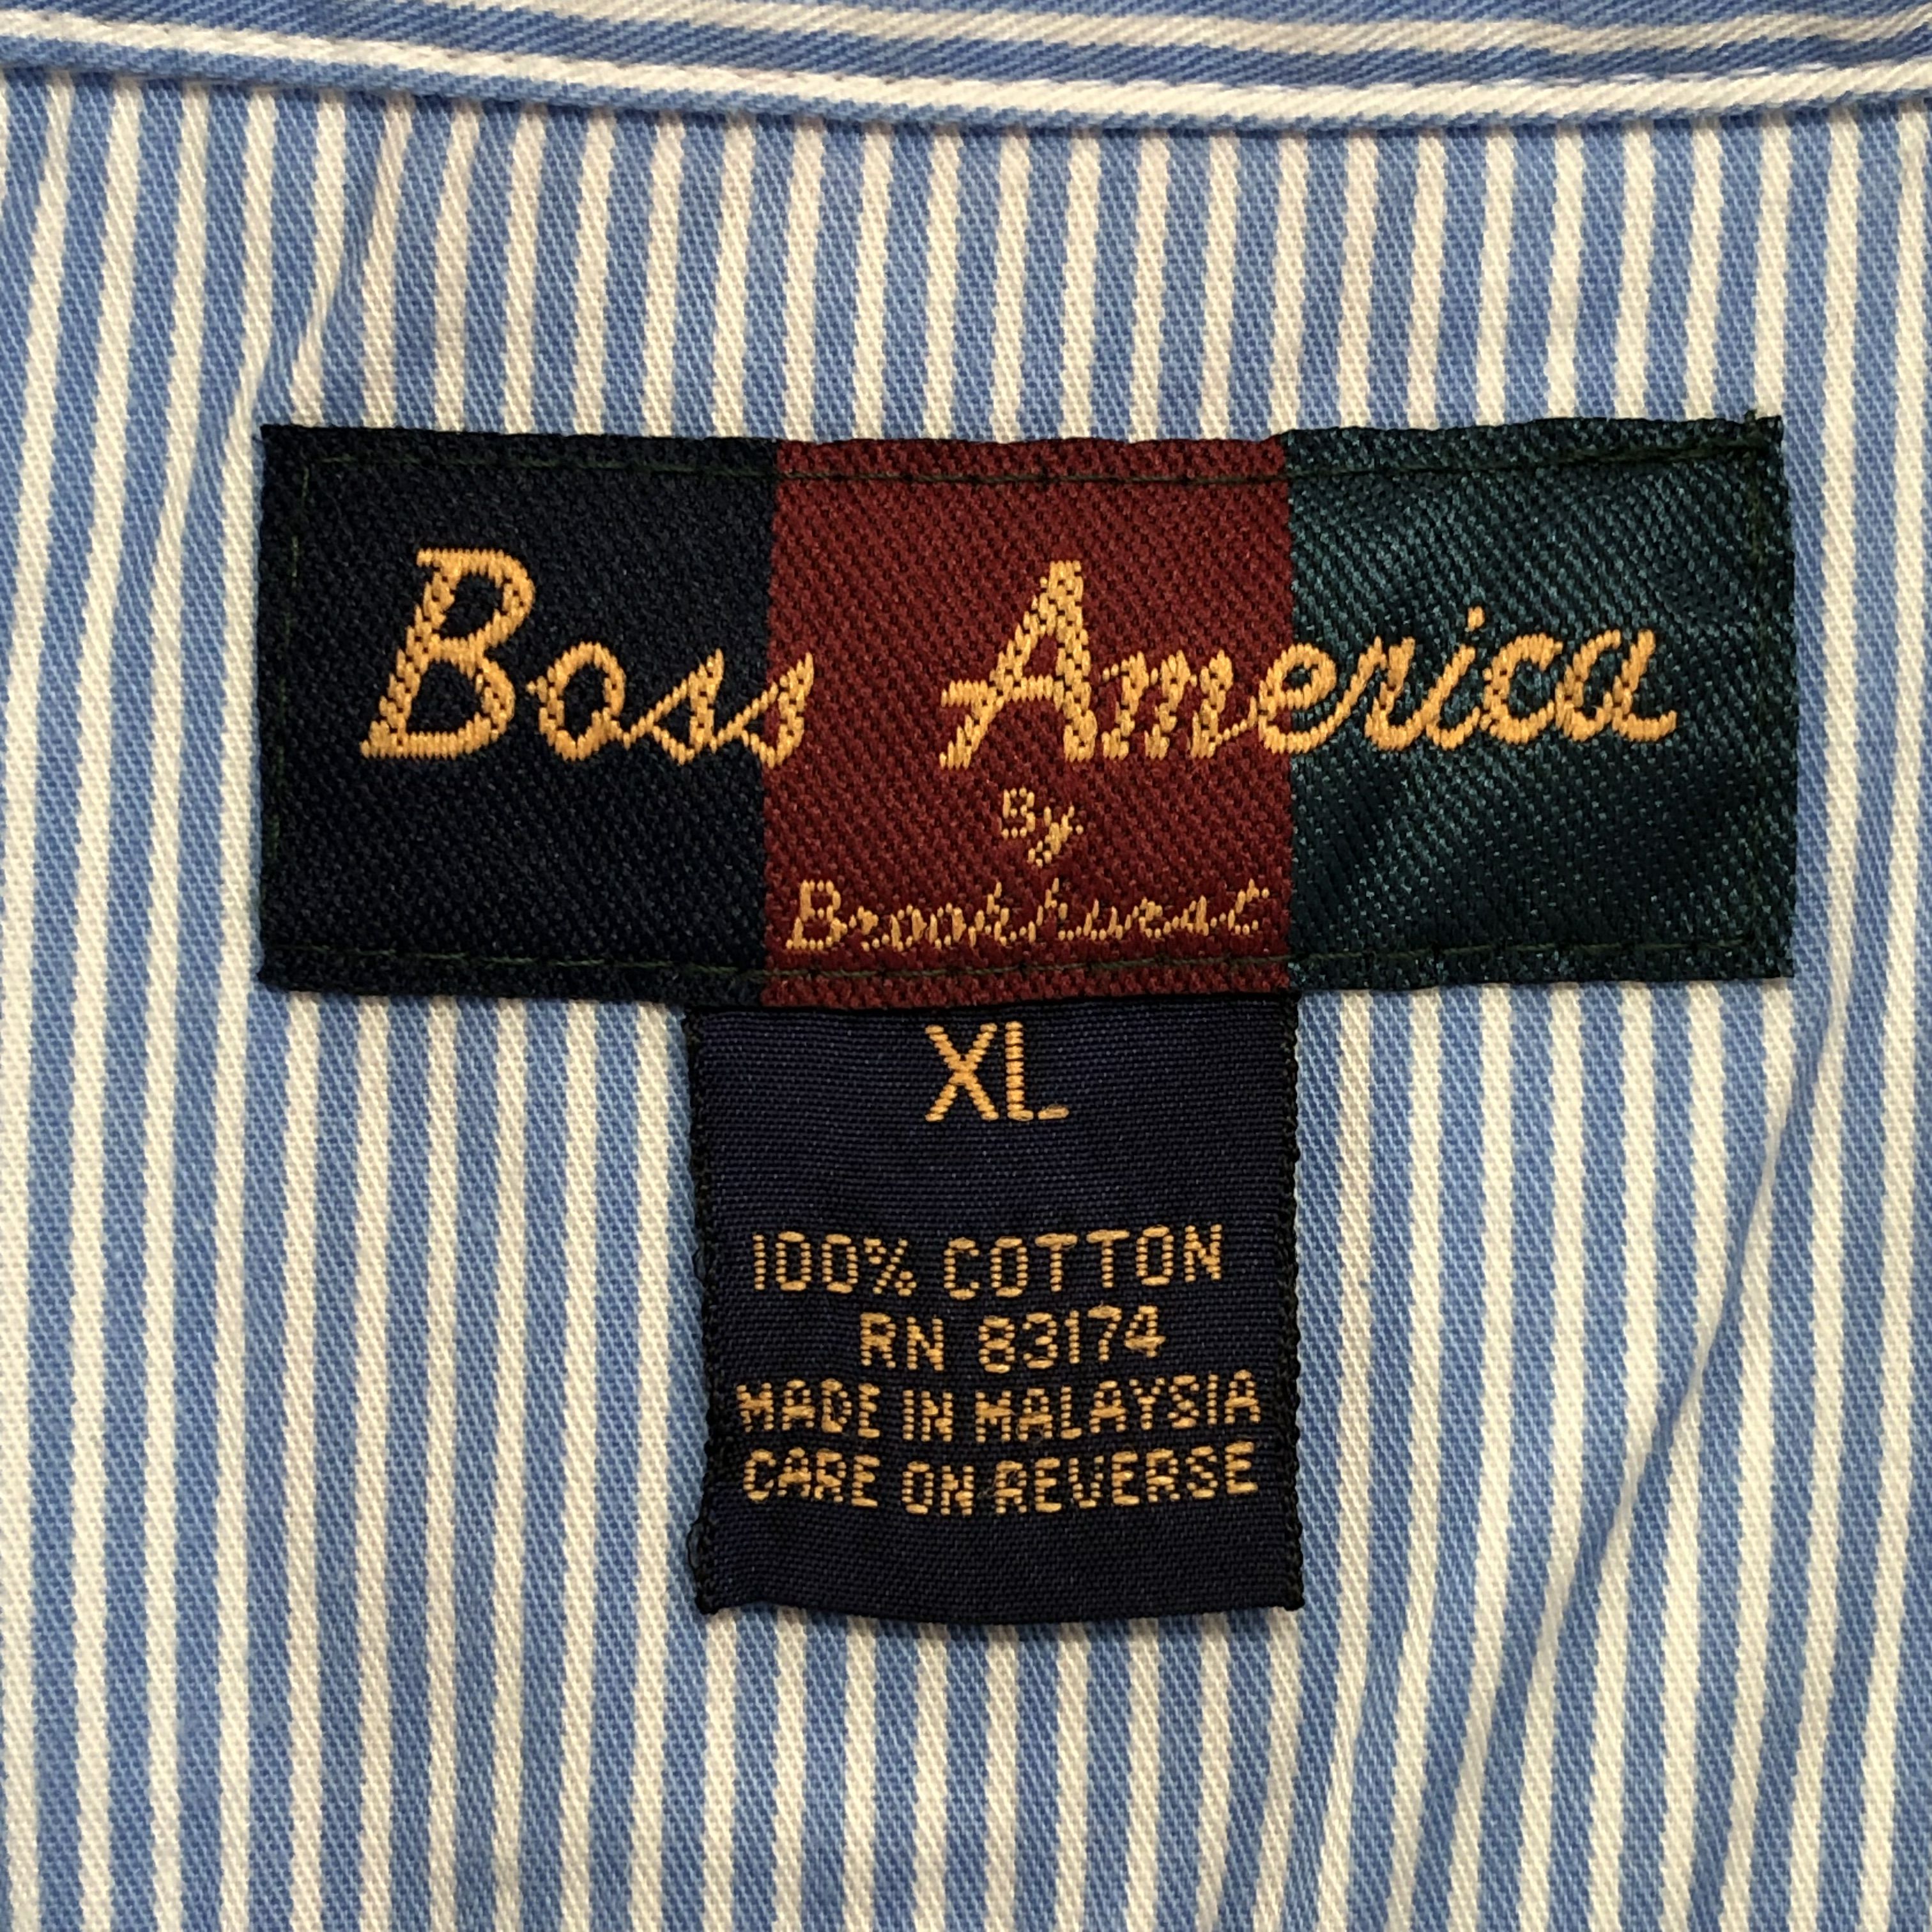 Boss America
By
Brookhurst
XL
100% COTTON
RN 83174
MADE IN MALAYSIA
CARE ON REVERSE